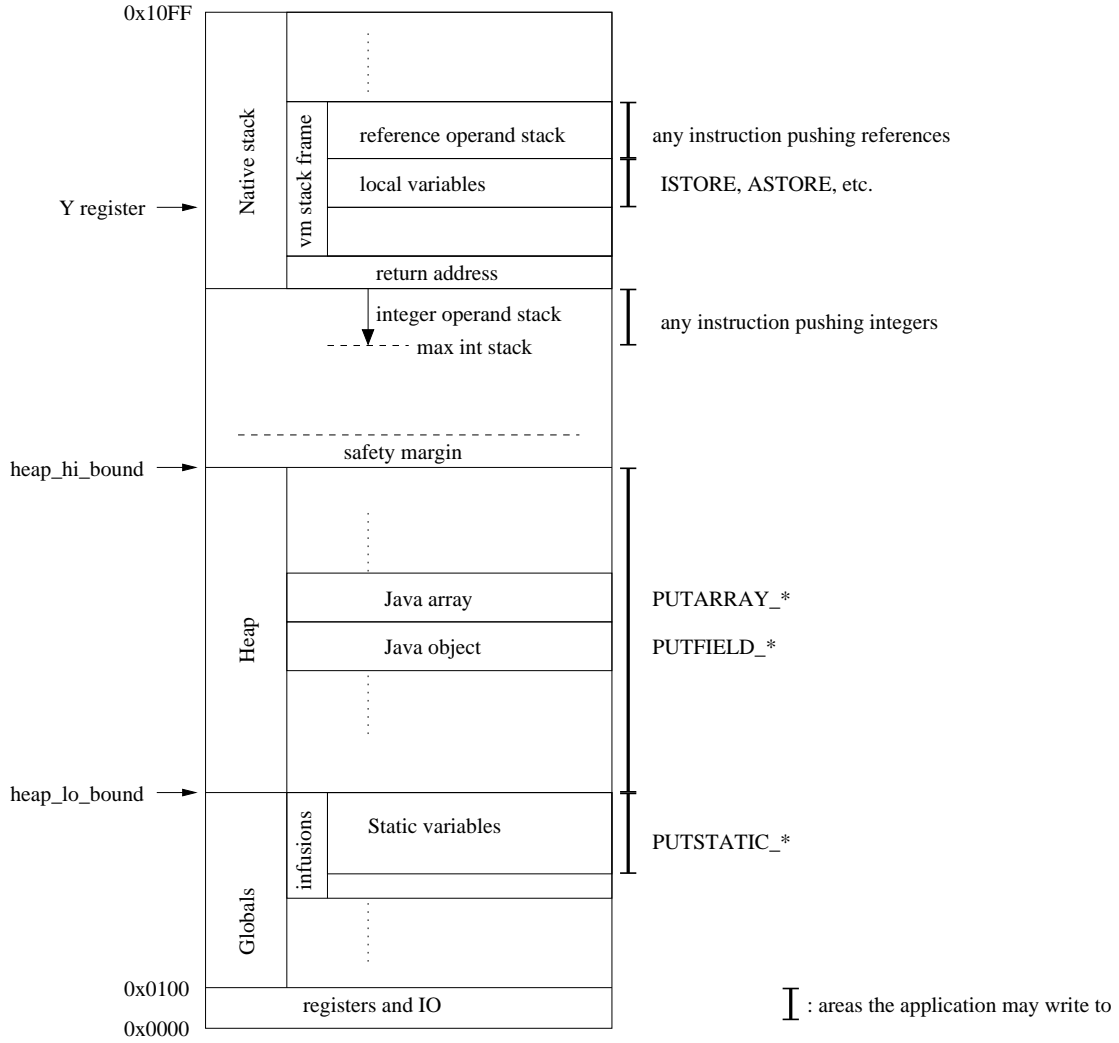 0x10FF
Native stack
vm stack frame
reference operand stack
any instruction pushing references
local variables
ISTORE, ASTORE, etc.
Y register
return address
integer operand stack
any instruction pushing integers
max int stack
safety margin
heap_hi_bound
Heap
Java array
PUTARRAY_*
Java object
PUTFIELD_*
heap_lo_bound
Globals
infusions
Static variables
PUTSTATIC_*
0x0100
registers and IO
: areas the application may write to
0x0000